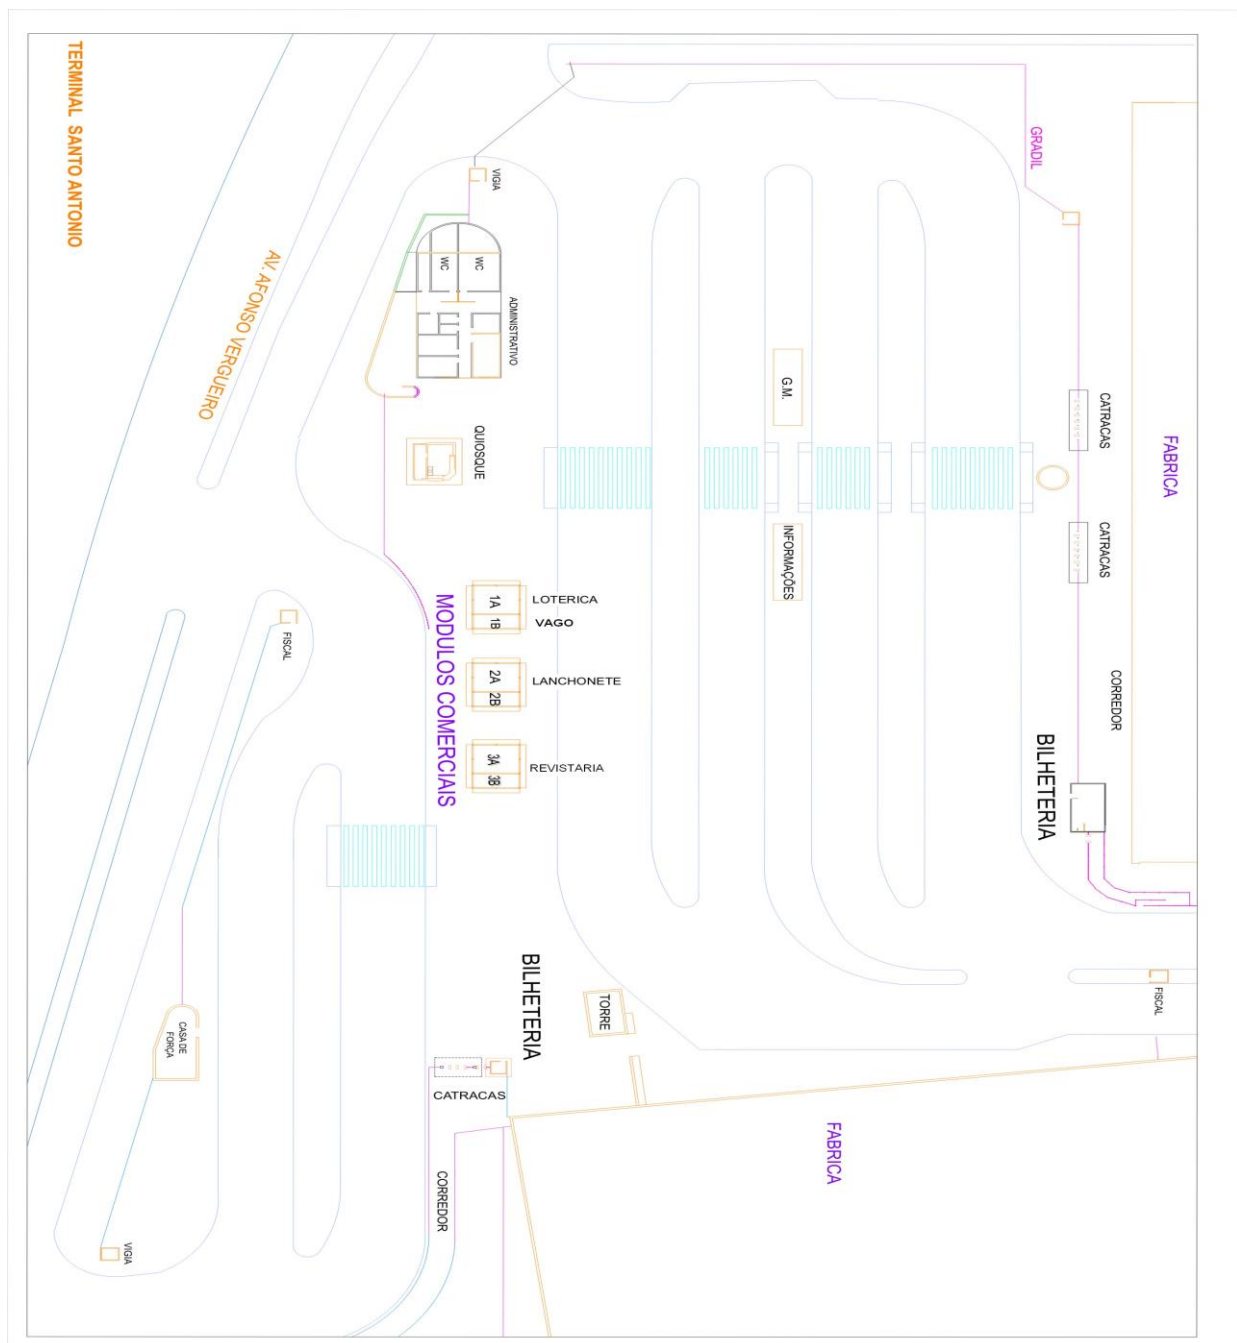 TERMINAL SANTO ANTONIO
AV. AFONSO VERGUEIRO
GRADIL
VIGIA
WC
WC
ADMINISTRATIVO
G.M.
CATRACAS
FABRICA
QUIOSQUE
CATRACAS
INFORMAÇÕES
1A
1B
LOTERICA
VAGO
MODULOS COMERCIAIS
FISCAL
2A
2B
LANCHONETE
CORREDOR
3A
3B
REVISTARIA
BILHETERIA
BILHETERIA
TORRE
FISCAL
CASA DE
FORÇA
CATRACAS
FABRICA
CORREDOR
VIGIA